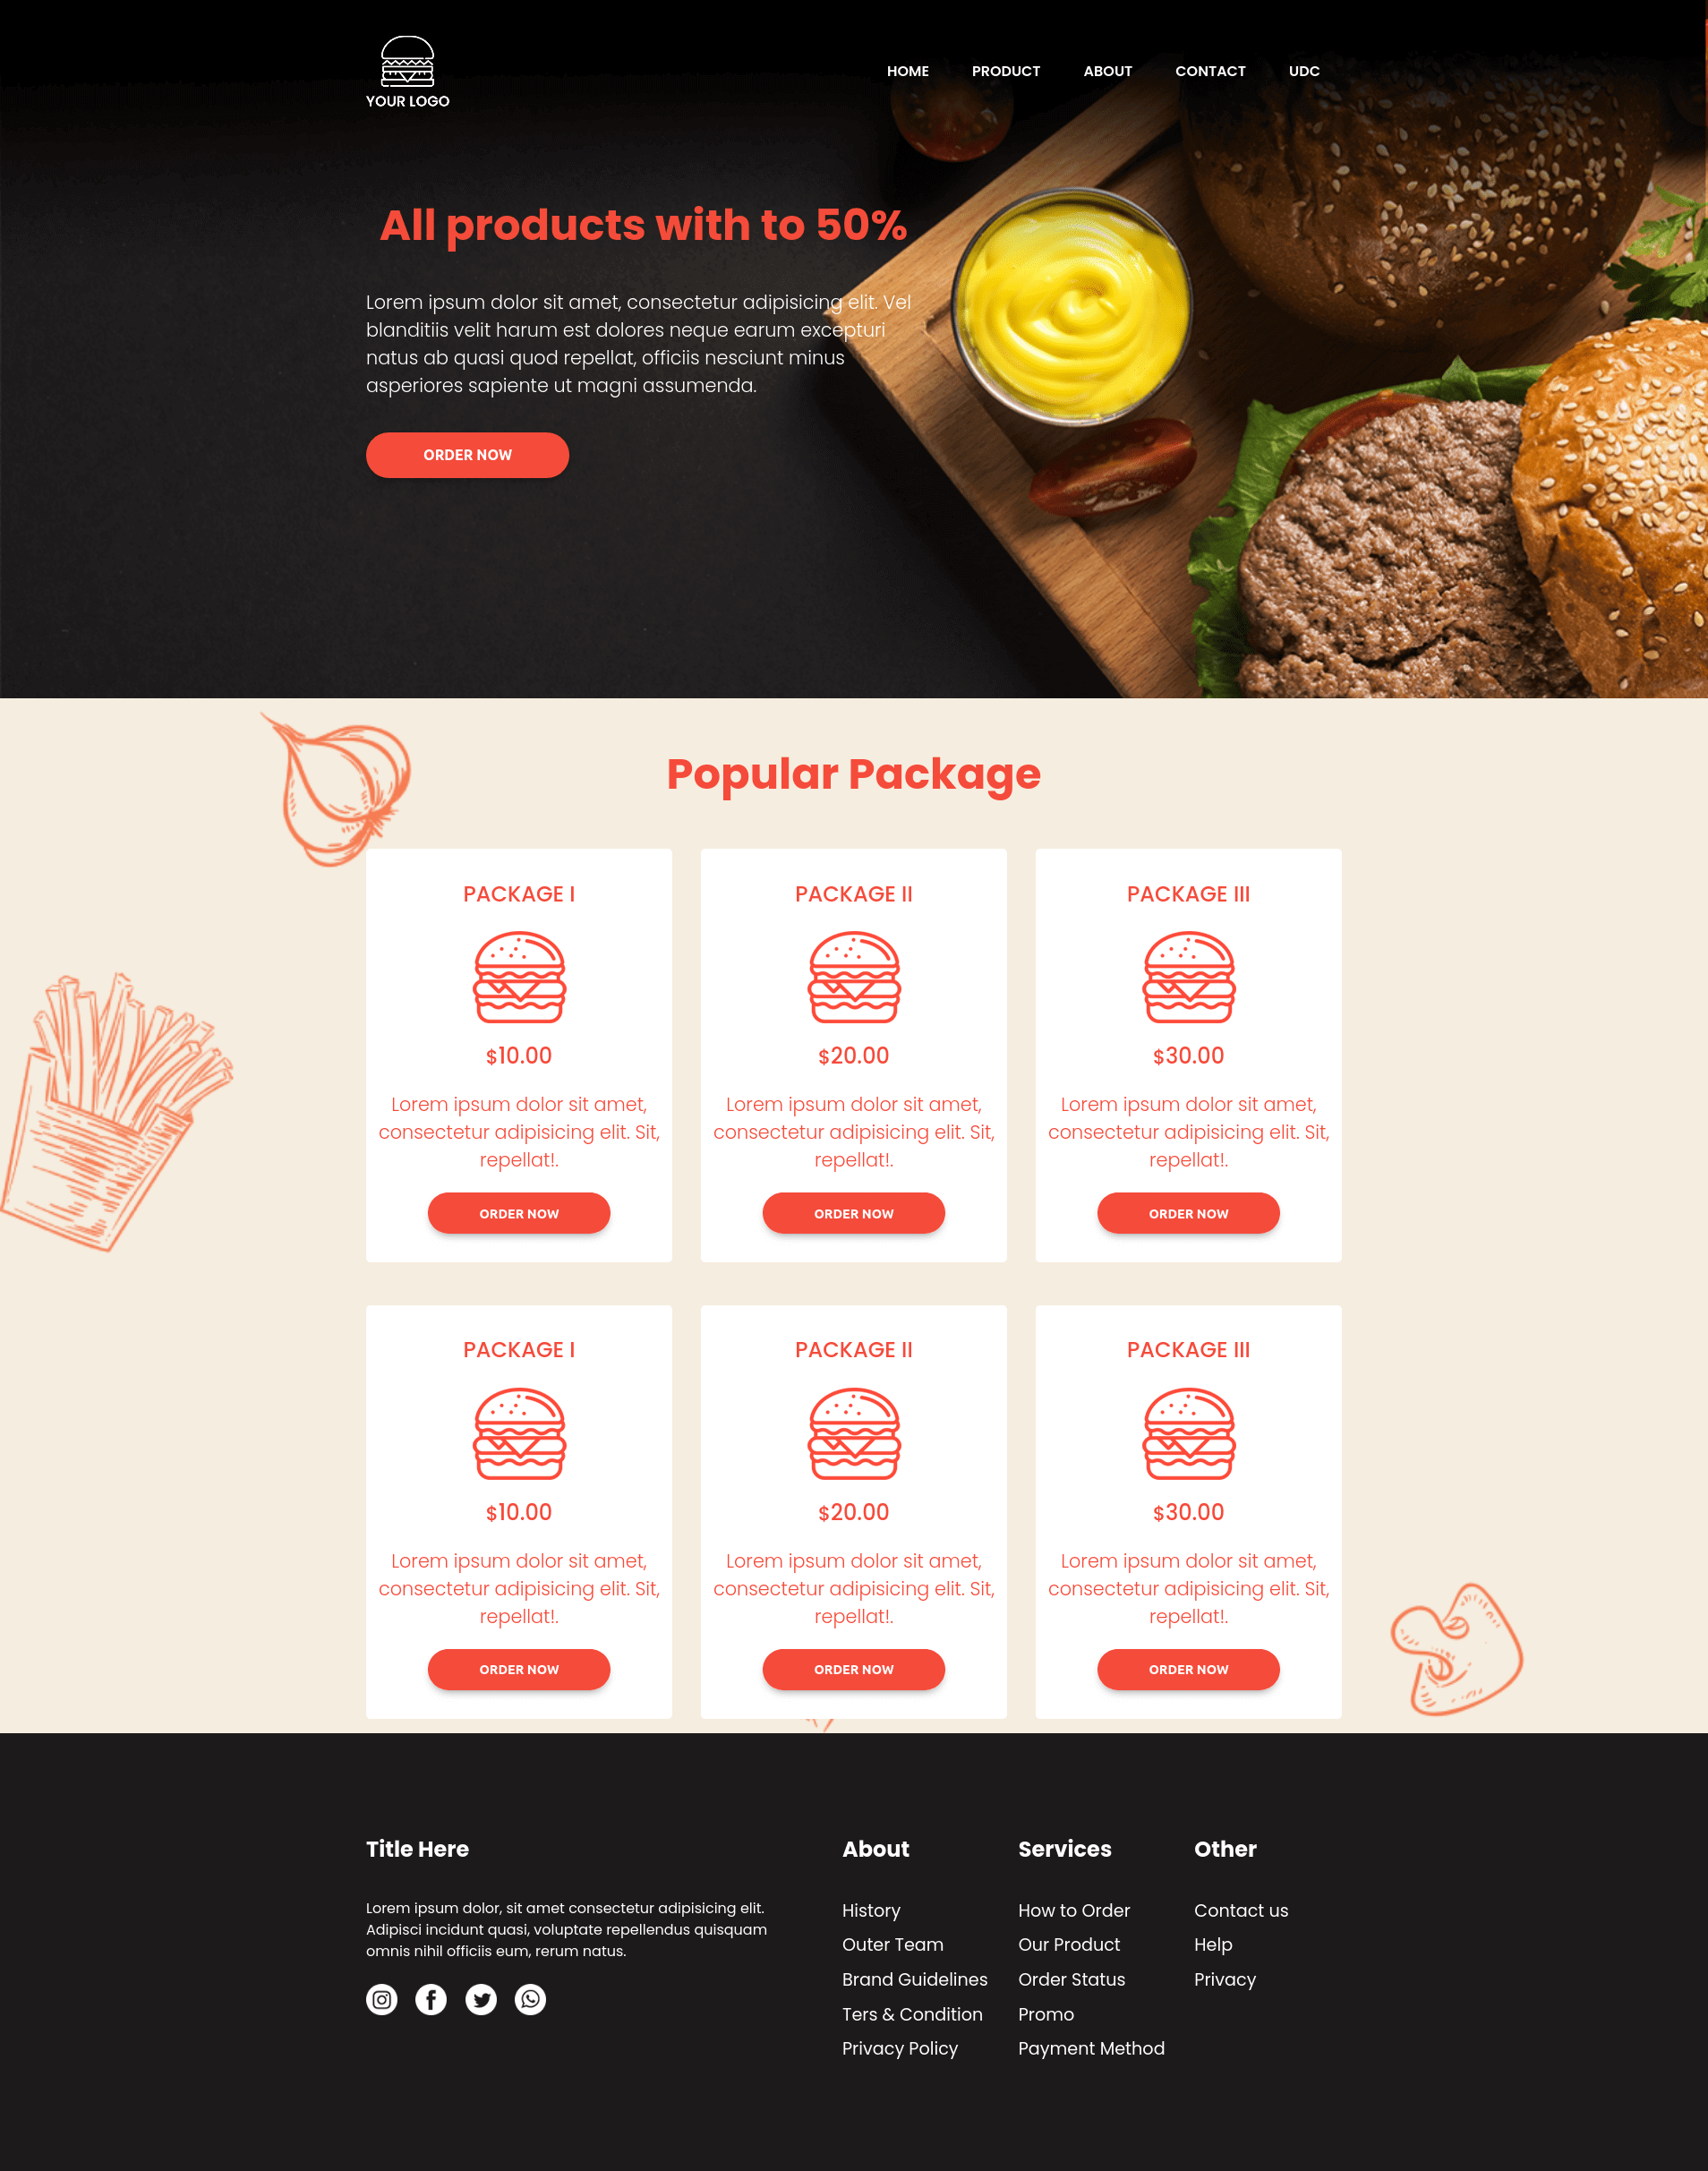 YOUR LOGO
HOME PRODUCT ABOUT CONTACT UDC
All products with to 50%
Lorem ipsum dolor sit amet, consectetur adipisicing elit. Vel
blanditiis velit harum est dolores neque earum excepturi
natus ab quasi quod repellat, officiis nesciunt minus
asperiores sapiente ut magni assumenda.
ORDER NOW
Popular Package
PACKAGE I
$10.00
Lorem ipsum dolor sit amet,
consectetur adipisicing elit. Sit,
repellat!.
ORDER NOW
PACKAGE II
$20.00
Lorem ipsum dolor sit amet,
consectetur adipisicing elit. Sit,
repellat!.
ORDER NOW
PACKAGE III
$30.00
Lorem ipsum dolor sit amet,
consectetur adipisicing elit. Sit,
repellat!.
ORDER NOW
PACKAGE I
$10.00
Lorem ipsum dolor sit amet,
consectetur adipisicing elit. Sit,
repellat!.
ORDER NOW
PACKAGE II
$20.00
Lorem ipsum dolor sit amet,
consectetur adipisicing elit. Sit,
repellat!.
ORDER NOW
PACKAGE III
$30.00
Lorem ipsum dolor sit amet,
consectetur adipisicing elit. Sit,
repellat!.
ORDER NOW
Title Here
Lorem ipsum dolor, sit amet consectetur adipisicing elit.
Adipisci incidunt quasi, voluptate repellendus quisquam
omnis nihil officiis eum, rerum natus.
About
History
Outer Team
Brand Guidelines
Ters & Condition
Privacy Policy
Services
How to Order
Our Product
Order Status
Promo
Payment Method
Other
Contact us
Help
Privacy